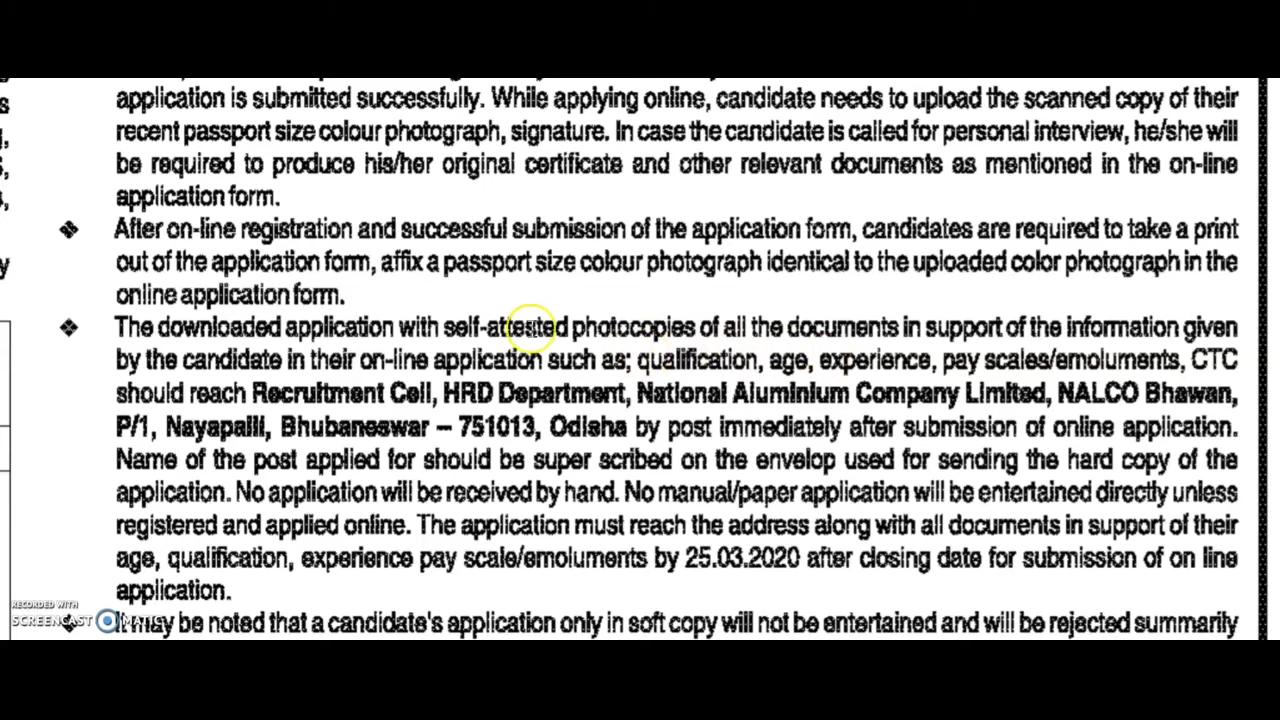 application is submitted successfully. While applying online, candidate needs to upload the scanned copy of their
recent passport size colour photograph, signature. In case the candidate is called for personal interview, he/she will
be required to produce his/her original certificate and other relevant documents as mentioned in the on-line
application form.
❖ After on-line registration and successful submission of the application form, candidates are required to take a print
out of the application form, affix a passport size colour photograph identical to the uploaded color photograph in the
online application form.
❖ The downloaded application with self-attested photocopies of all the documents in support of the information given
by the candidate in their on-line application such as; qualification, age, experience, pay scales/emoluments, CTC
should reach Recruitment Cell, HRD Department, National Aluminium Company Limited, NALCO Bhawan,
P/1, Nayapalli, Bhubaneswar – 751013, Odisha by post immediately after submission of online application.
Name of the post applied for should be super scribed on the envelop used for sending the hard copy of the
application. No application will be received by hand. No manual/paper application will be entertained directly unless
registered and applied online. The application must reach the address along with all documents in support of their
age, qualification, experience pay scale/emoluments by 25.03.2020 after closing date for submission of on line
application.
❖ It may be noted that a candidate's application only in soft copy will not be entertained and will be rejected summarily
RECORDED WITH
SCREENCAST MATIC